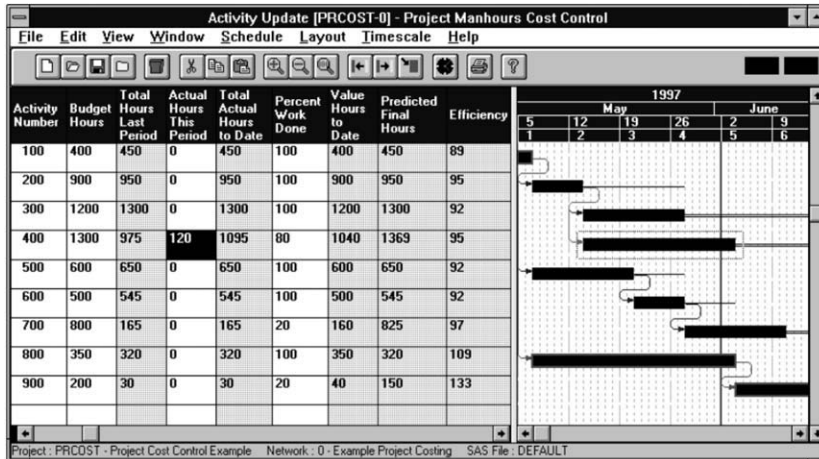 Activity Update [PRCOST-0] - Project Manhours Cost Control
File Edit View Window Schedule Layout Timescale Help
Activity Number Budget Hours Total Hours Last Period Actual Hours This Period Total Actual Hours to Date Percent Work Done Value Hours to Date Predicted Final Hours Efficiency
100 400 450 0 450 100 400 450 89
200 900 950 0 950 100 900 950 95
300 1200 1300 0 1300 100 1200 1300 92
400 1300 975 120 1095 80 1040 1369 95
500 600 650 0 650 100 600 650 92
600 500 545 0 545 100 500 545 92
700 800 165 0 165 20 160 825 97
800 350 320 0 320 100 350 320 109
900 200 30 0 30 20 40 150 133
1997
May June
5 12 19 26 2 9
1 2 3 4 5 6
Project : PRCOST - Project Cost Control Example Network : 0 - Example Project Costing SAS File : DEFAULT